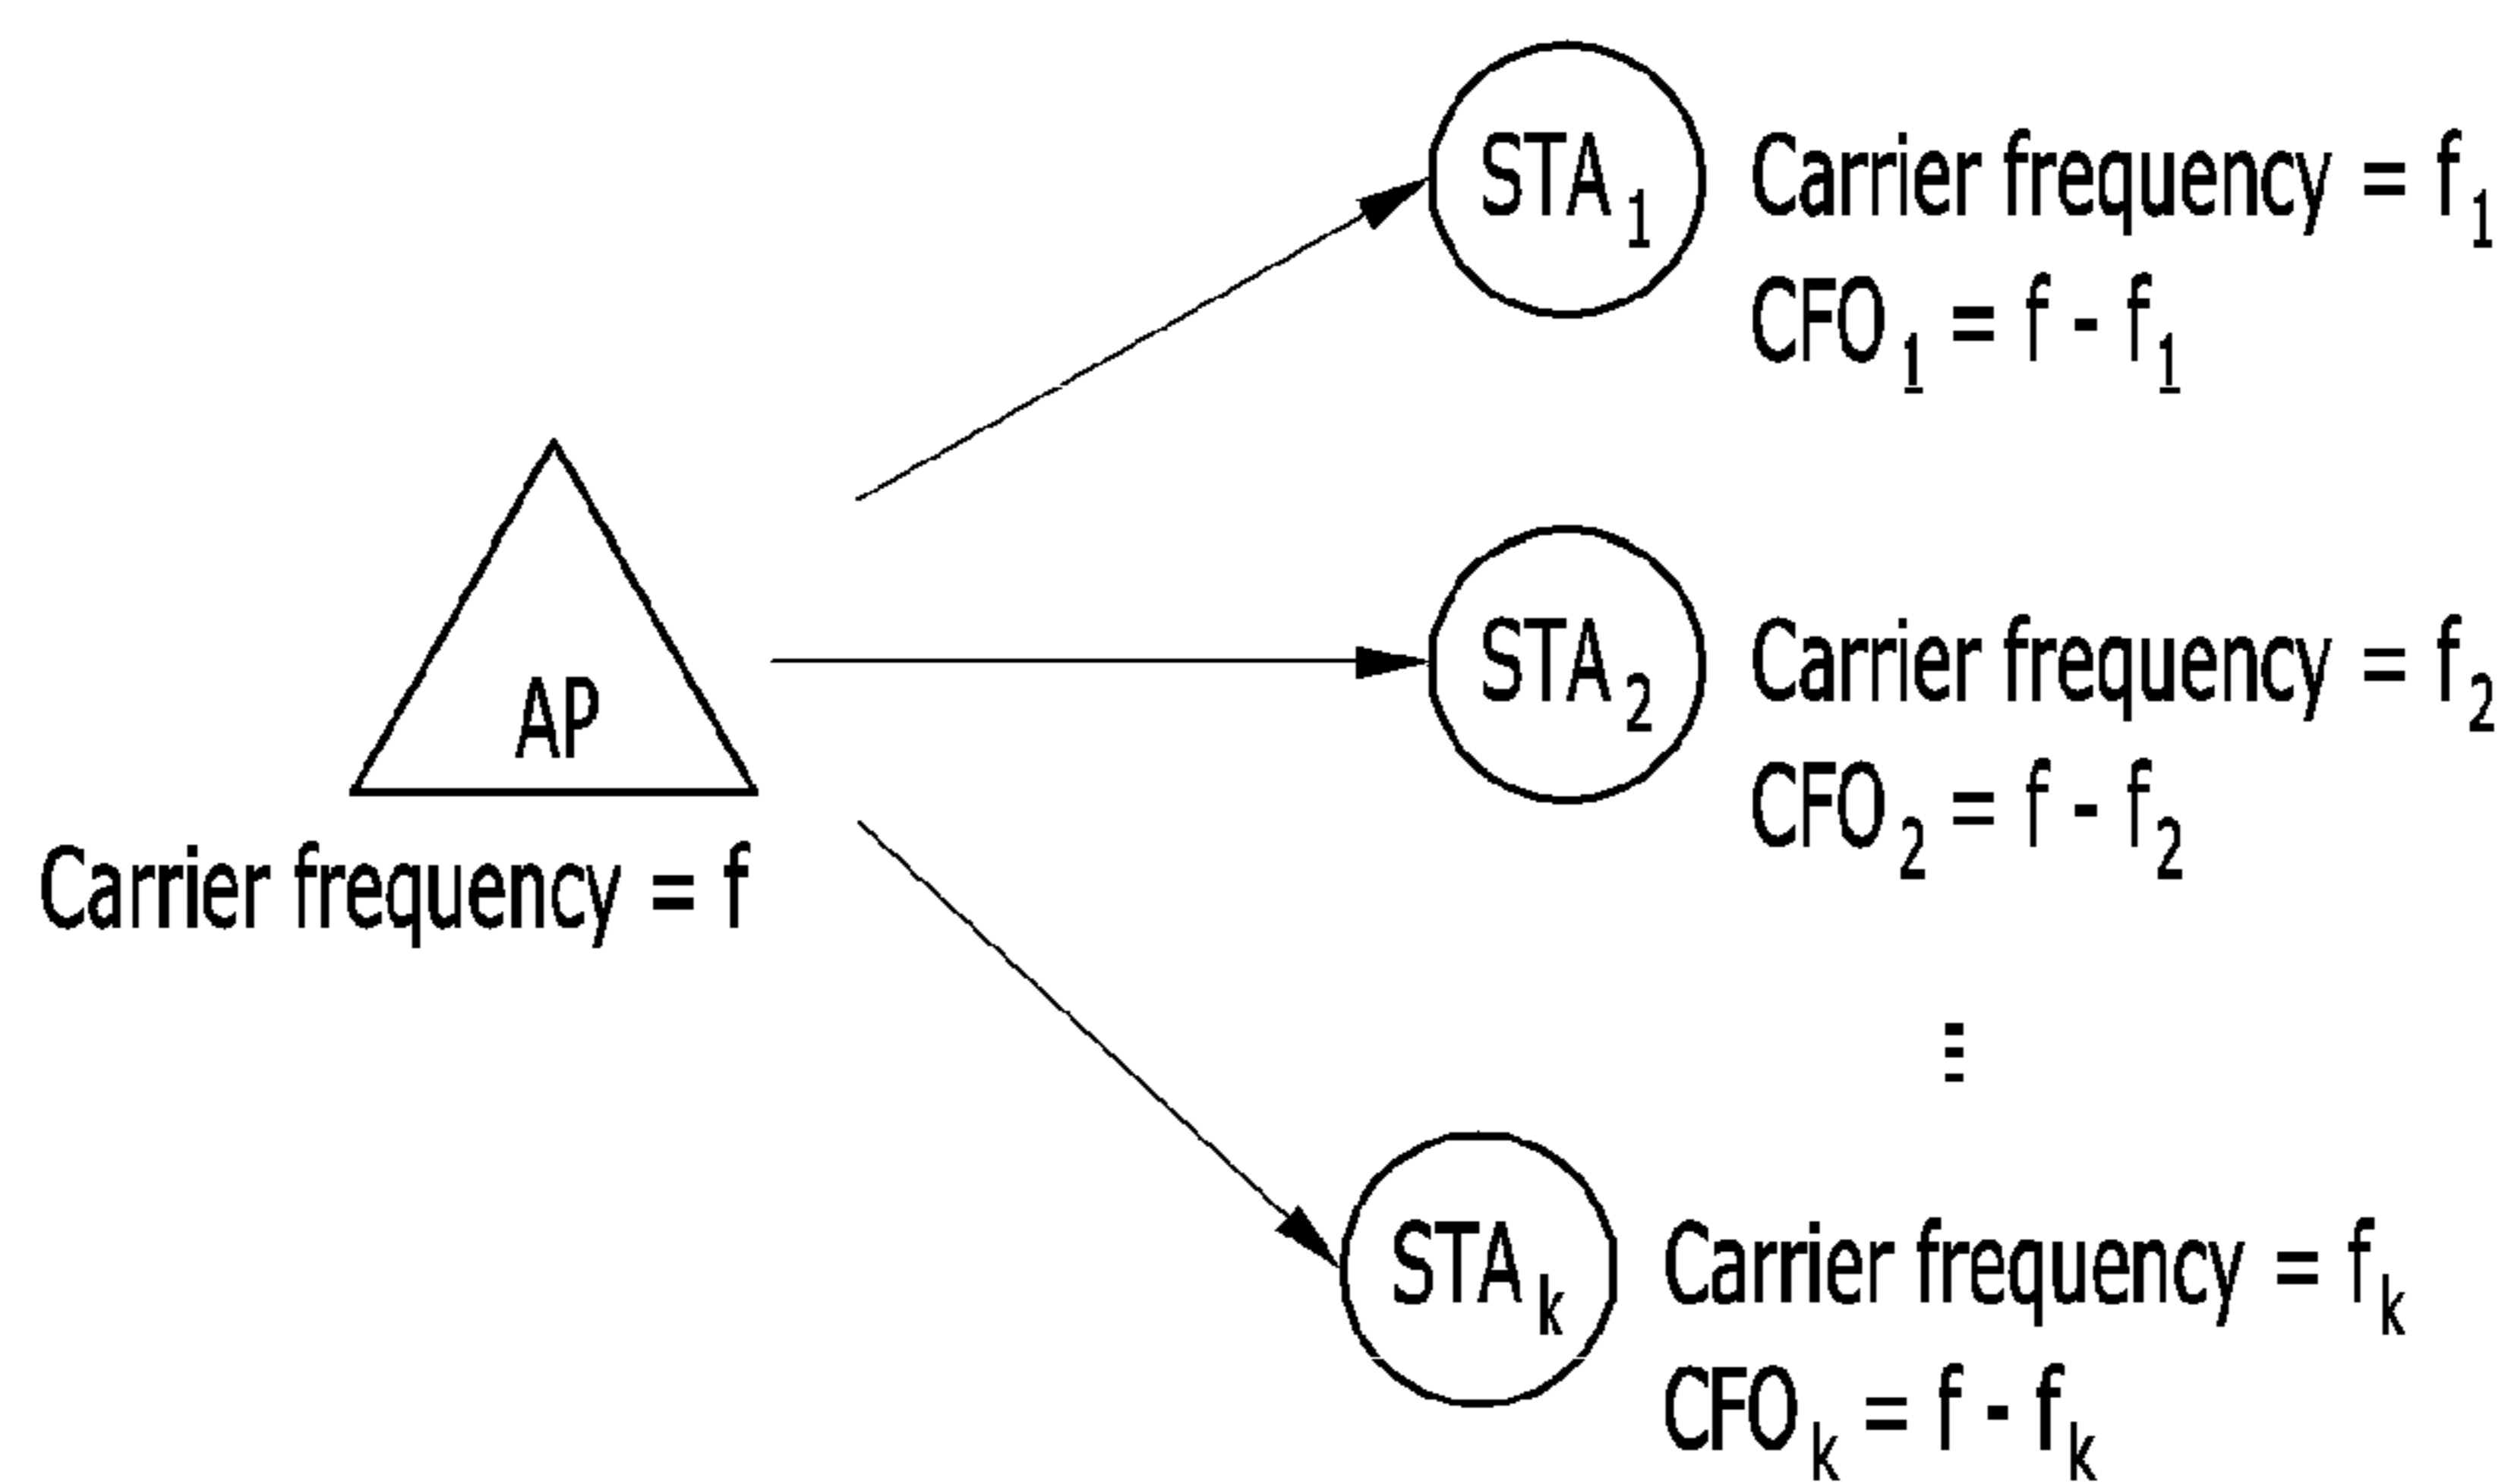 STA₁ Carrier frequency = f₁
CFO₁ = f - f₁
AP
Carrier frequency = f
STA₂ Carrier frequency = f₂
CFO₂ = f - f₂
⋮
STAₖ Carrier frequency = fₖ
CFOₖ = f - fₖ